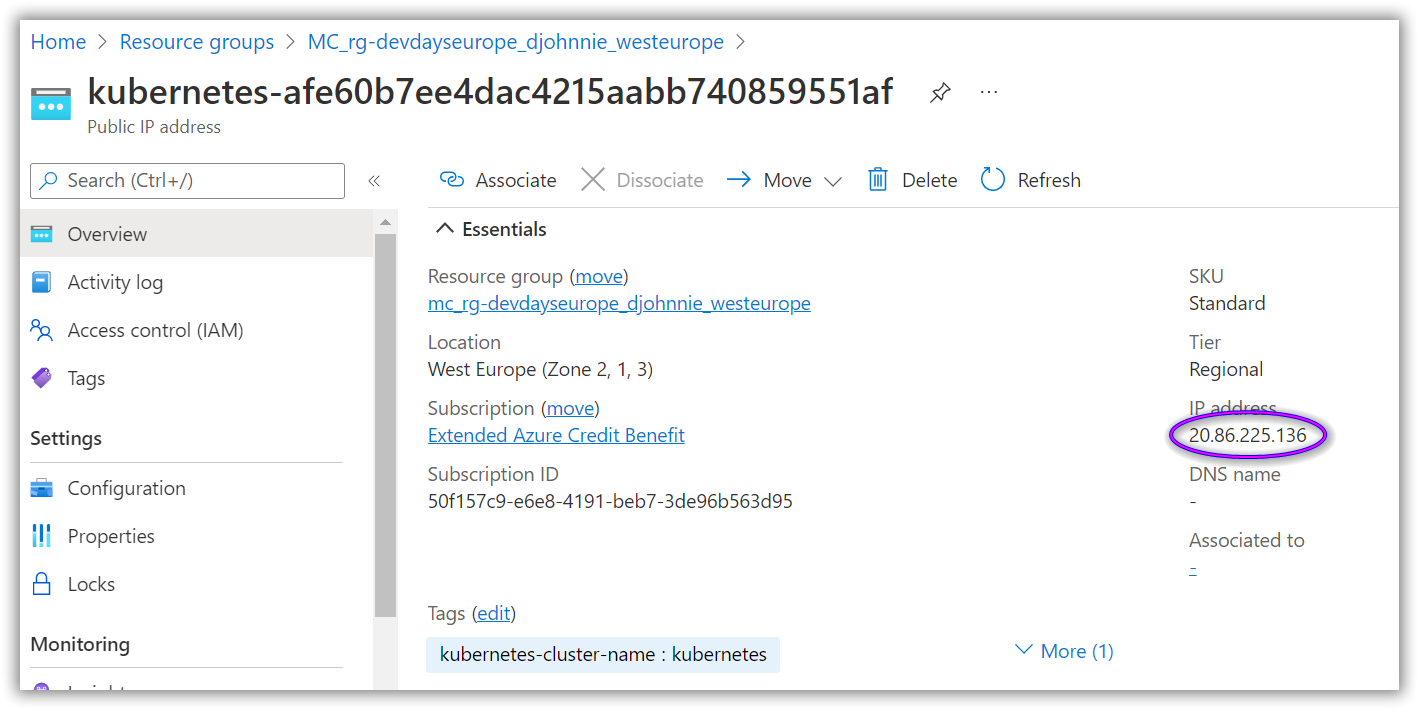 Home > Resource groups > MC_rg-devdayseurope_djohnnie_westeurope >
kubernetes-afe60b7ee4dac4215aabb740859551af ...
Public IP address
Search (Ctrl+/) «
Associate Dissociate Move Delete Refresh
Overview
Activity log
Access control (IAM)
Tags
Settings
Configuration
Properties
Locks
Monitoring
Essentials
Resource group (move)
mc_rg-devdayseurope_djohnnie_westeurope
Location
West Europe (Zone 2, 1, 3)
Subscription (move)
Extended Azure Credit Benefit
Subscription ID
50f157c9-e6e8-4191-beb7-3de96b563d95
SKU
Standard
Tier
Regional
IP address
20.86.225.136
DNS name
-
Associated to
-
Tags (edit)
kubernetes-cluster-name : kubernetes
More (1)